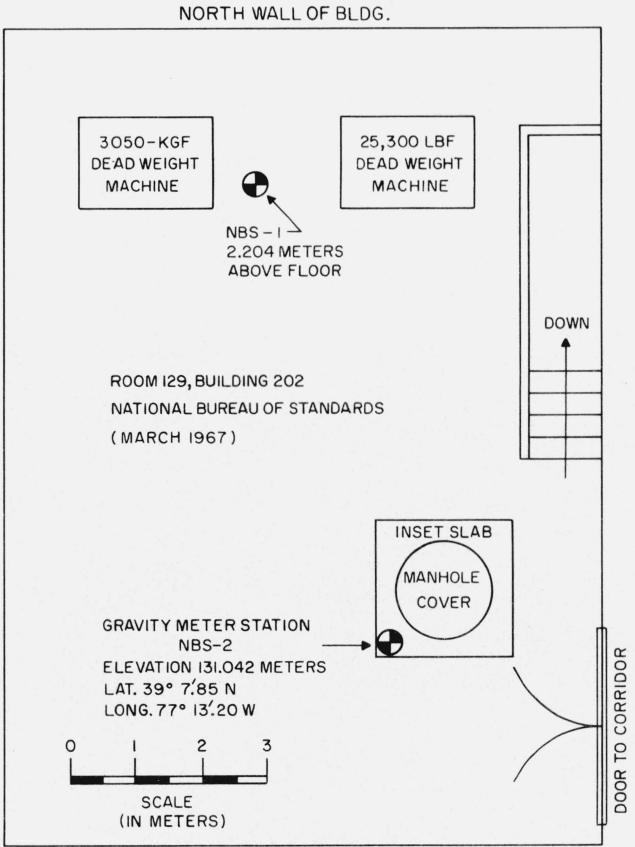 NORTH WALL OF BLDG.
3050-KGF
DEAD WEIGHT
MACHINE
25,300 LBF
DEAD WEIGHT
MACHINE
NBS-1
2.204 METERS
ABOVE FLOOR
DOWN
ROOM 129, BUILDING 202
NATIONAL BUREAU OF STANDARDS
(MARCH 1967)
INSET SLAB
MANHOLE
COVER
GRAVITY METER STATION
NBS-2
ELEVATION 131.042 METERS
LAT. 39° 7'.85 N
LONG. 77° 13'.20 W
DOOR TO CORRIDOR
0 1 2 3
SCALE
(IN METERS)